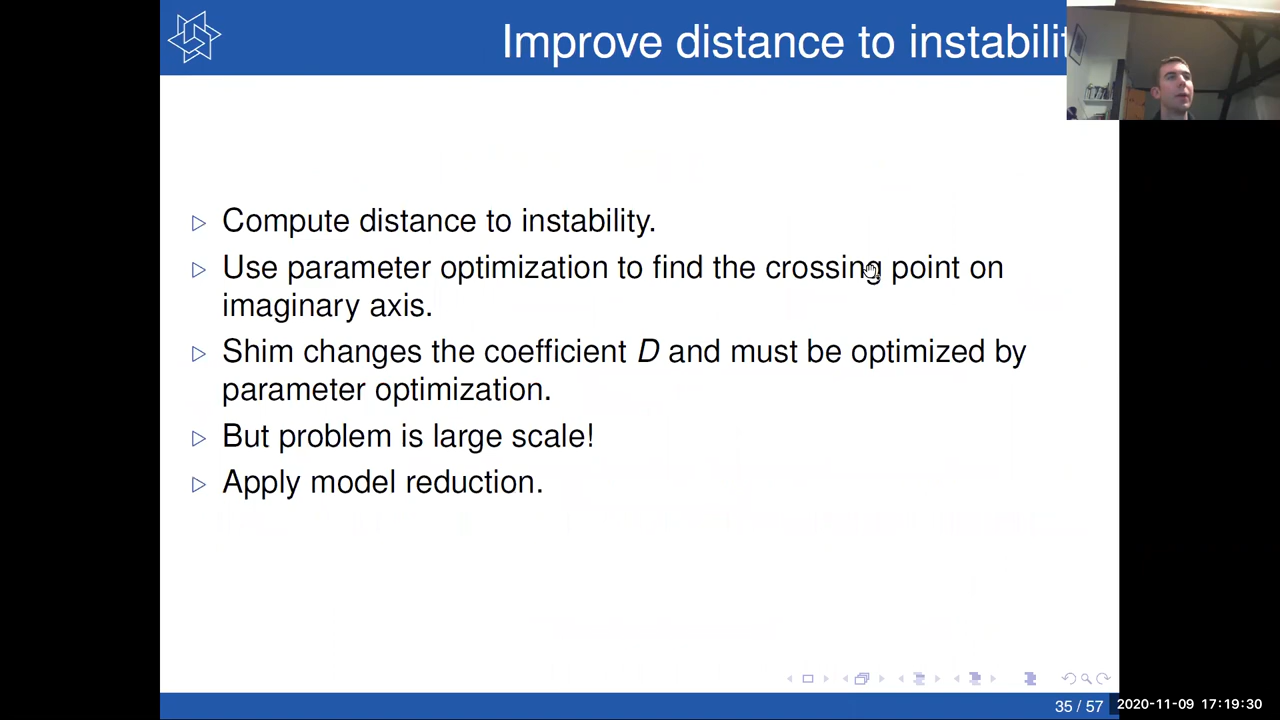 Improve distance to instabilit
Compute distance to instability.
Use parameter optimization to find the crossing point on
imaginary axis.
Shim changes the coefficient D and must be optimized by
parameter optimization.
But problem is large scale!
Apply model reduction.
35 / 57
2020-11-09 17:19:30